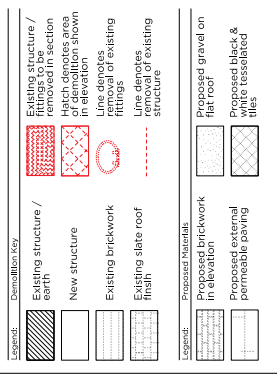 Legend:
Demolition Key
Existing structure /
earth
New structure
Existing brickwork
Existing slate roof
finsih
Existing structure /
fittings to be
removed in section
Hatch denotes area
of demolition shown
in elevation
Line denotes
removal of existing
fittings
Line denotes
removal of existing
structure
Legend:
Proposed Materials
Proposed brickwork
in elevation
Proposed external
permeable paving
Proposed gravel on
flat roof
Proposed black &
white tesselated
tiles